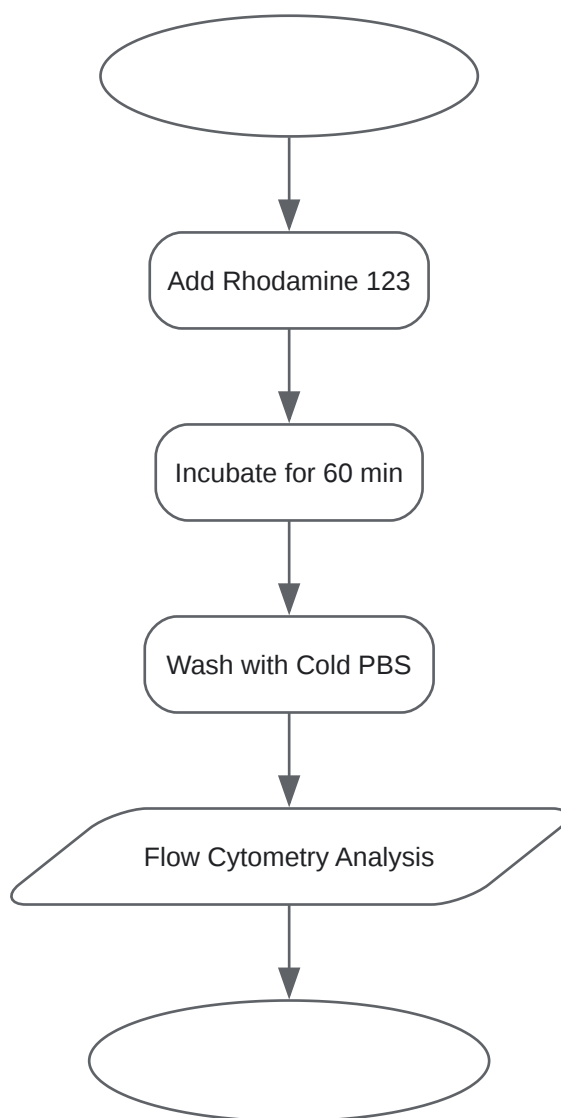 Add Rhodamine 123
Incubate for 60 min
Wash with Cold PBS
Flow Cytometry Analysis